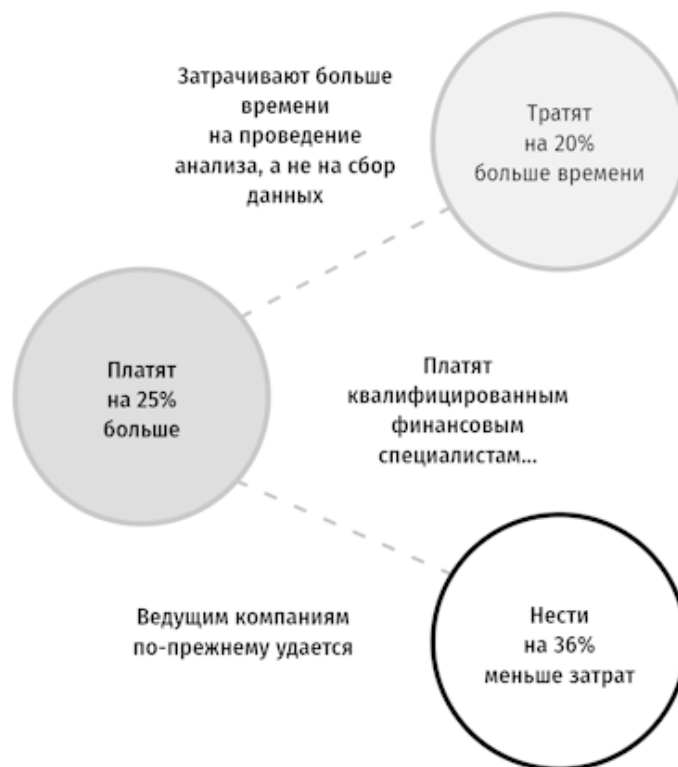 Затрачивают больше
времени
на проведение
анализа, а не на сбор
данных
Тратят
на 20%
больше времени
Платят
на 25%
больше
Платят
квалифицированным
финансовым
специалистам...
Ведущим компаниям
по-прежнему удается
Нести
на 36%
меньше затрат